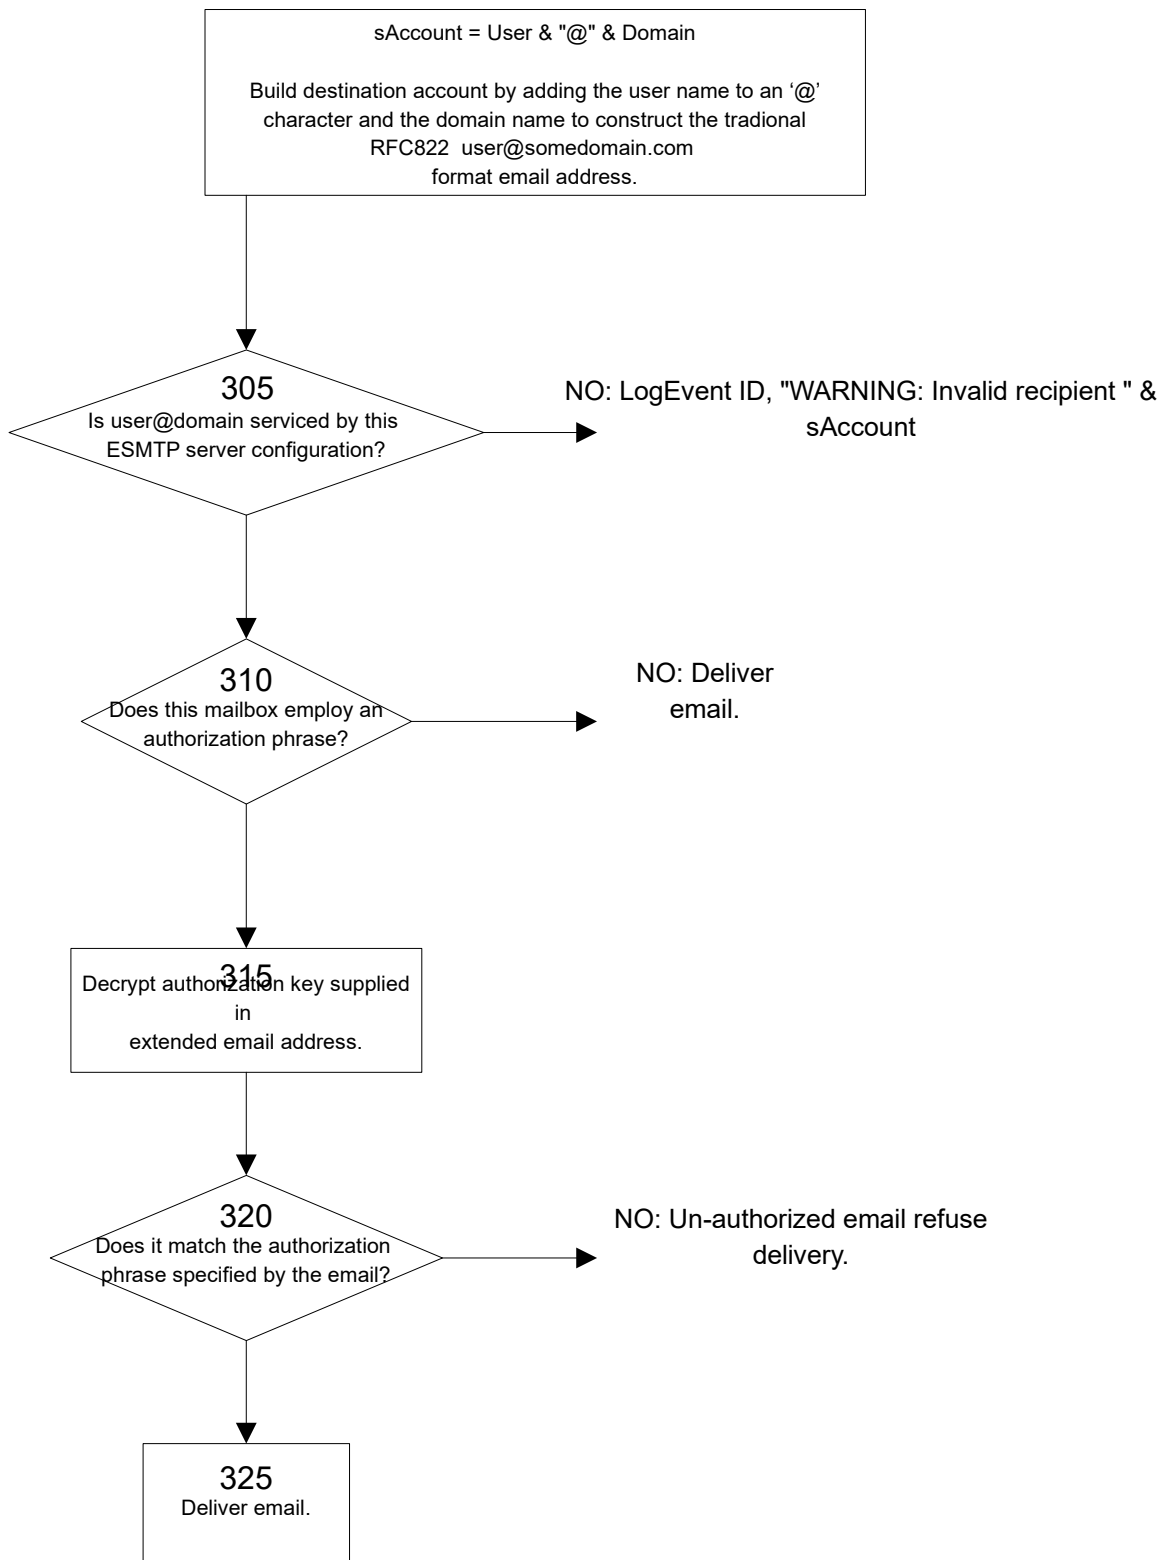 sAccount = User & "@" & Domain
Build destination account by adding the user name to an ‘@’
character and the domain name to construct the tradional
RFC822  user@somedomain.com
format email address.
305
Is user@domain serviced by this
ESMTP server configuration?
NO: LogEvent ID, "WARNING: Invalid recipient " &
sAccount
310
Does this mailbox employ an
authorization phrase?
NO: Deliver
email.
315
Decrypt authorization key supplied
in
extended email address.
320
Does it match the authorization
phrase specified by the email?
NO: Un-authorized email refuse
delivery.
325
Deliver email.